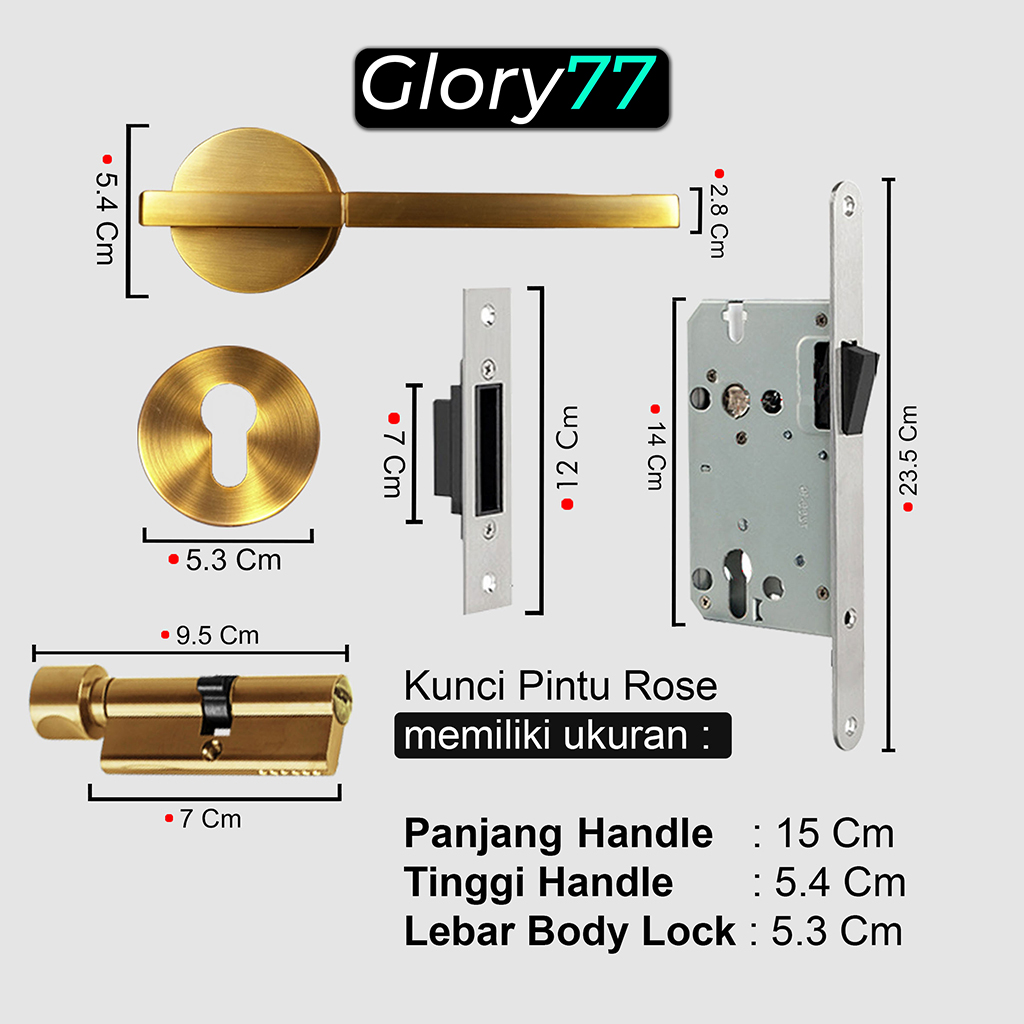 Glory77
5.4 Cm
2.8 Cm
5.3 Cm
7 Cm
12 Cm
14 Cm
23.5 Cm
9.5 Cm
7 Cm
Kunci Pintu Rose
memiliki ukuran :
Panjang Handle : 15 Cm
Tinggi Handle : 5.4 Cm
Lebar Body Lock : 5.3 Cm